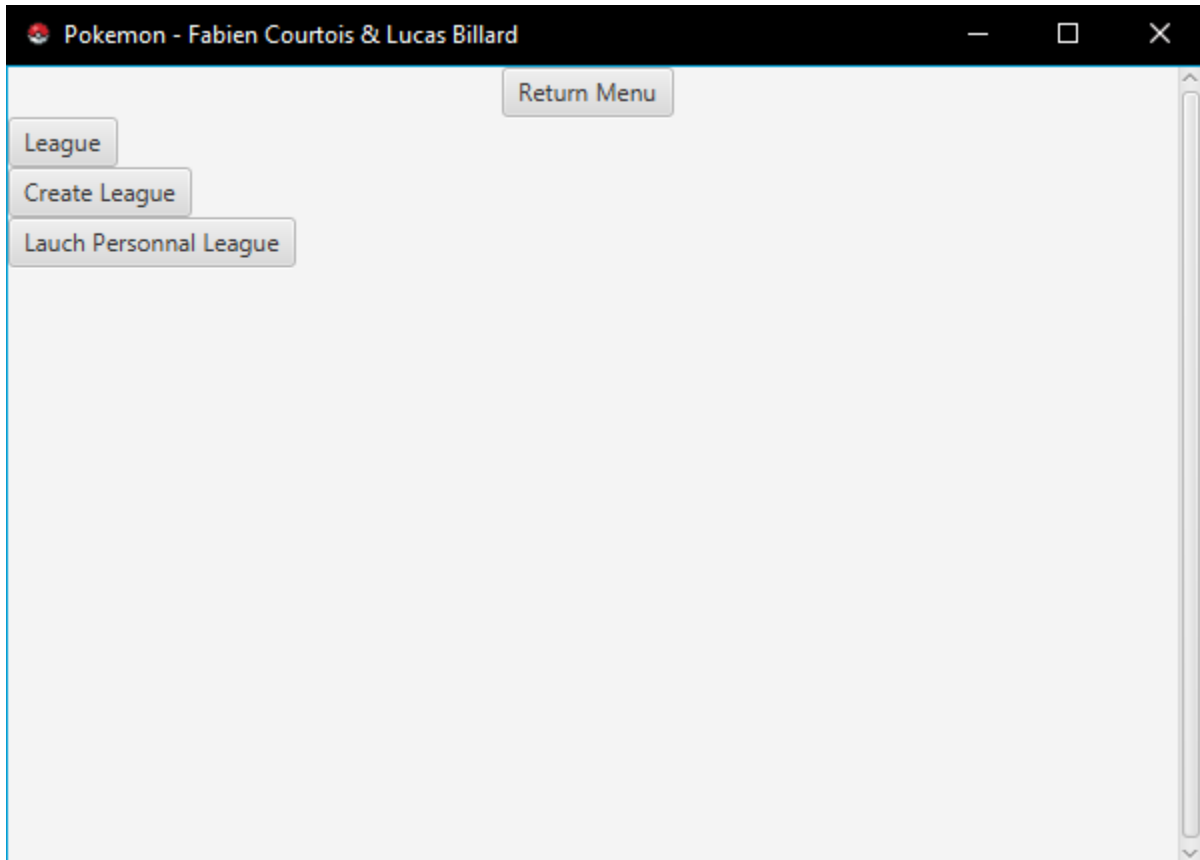 Pokemon - Fabien Courtois & Lucas Billard
Return Menu
League
Create League
Lauch Personnal League